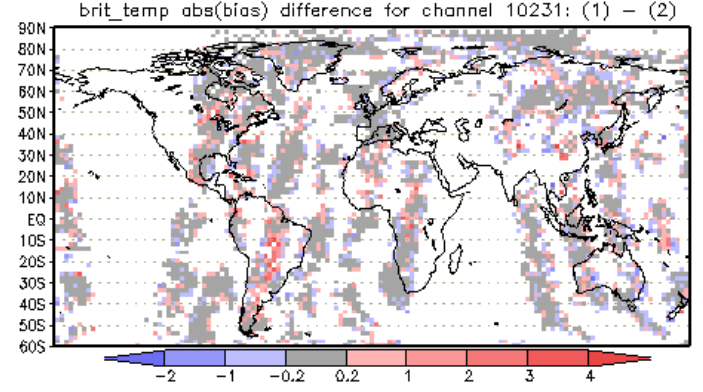 brit_temp abs(bias) difference for channel 10231: (1) – (2)
90N
80N
70N
60N
50N
40N
30N
20N
10N
EQ
10S
20S
30S
40S
50S
60S
-2 -1 -0.2 0.2 1 2 3 4